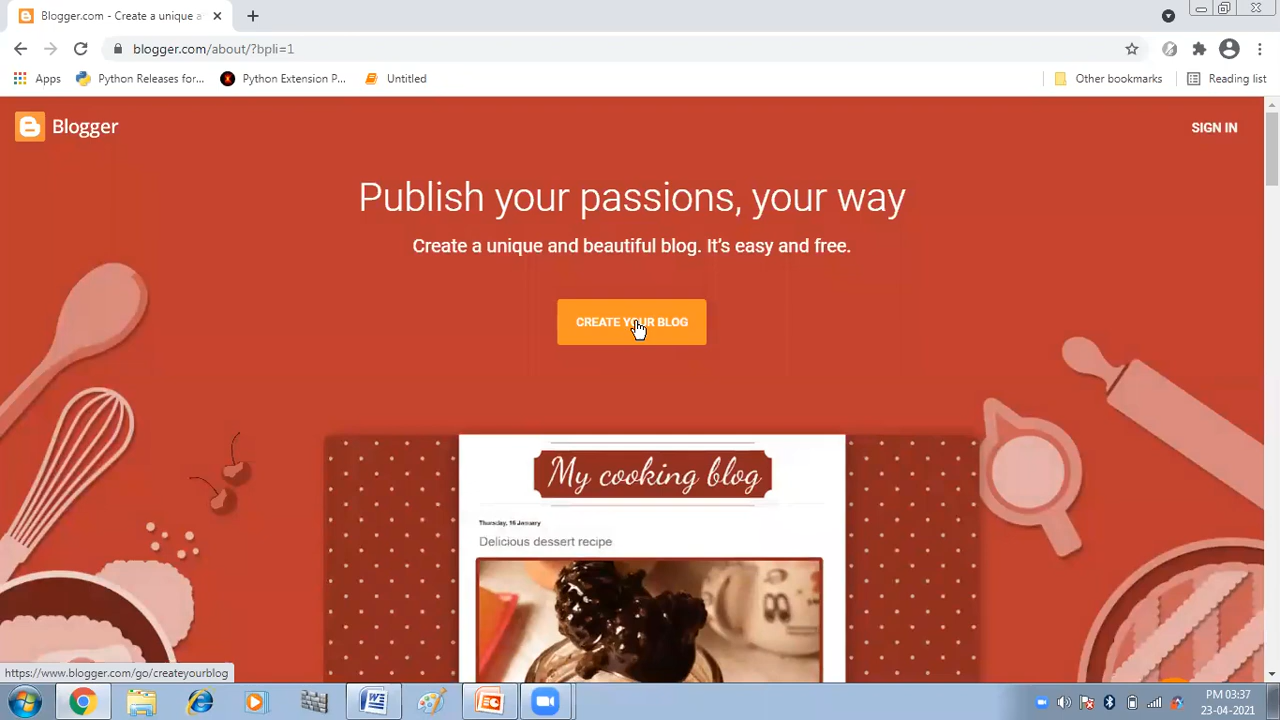 Blogger.com - Create a unique a
blogger.com/about/?bpli=1
Apps
Python Releases for...
Python Extension P...
Untitled
Other bookmarks
Reading list
Blogger
SIGN IN
Publish your passions, your way
Create a unique and beautiful blog. It's easy and free.
CREATE YOUR BLOG
My cooking blog
Thursday, 16 January
Delicious dessert recipe
https://www.blogger.com/go/createyourblog
PM 03:37
23-04-2021